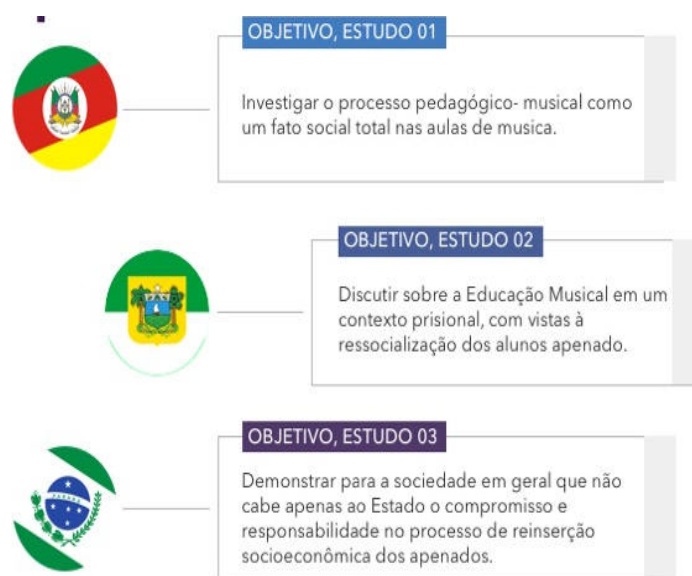 OBJETIVO, ESTUDO 01
Investigar o processo pedagógico- musical como
um fato social total nas aulas de musica.
OBJETIVO, ESTUDO 02
Discutir sobre a Educação Musical em um
contexto prisional, com vistas à
ressocialização dos alunos apenado.
OBJETIVO, ESTUDO 03
Demonstrar para a sociedade em geral que não
cabe apenas ao Estado o compromisso e
responsabilidade no processo de reinserção
socioeconômica dos apenados.